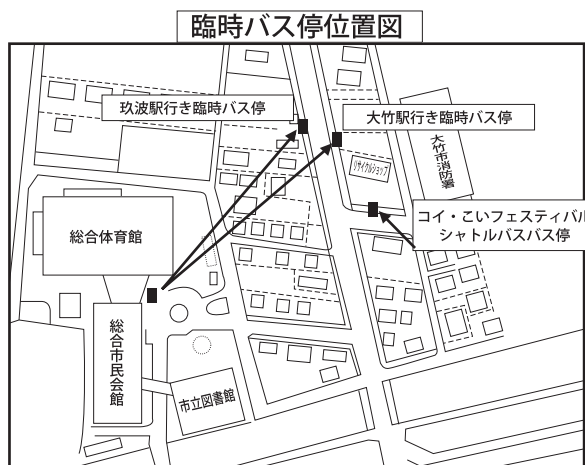 臨時バス停位置図
玖波駅行き臨時バス停
大竹駅行き臨時バス停
大竹市消防署
リサイクルショップ
コイ・こいフェスティバル
シャトルバスバス停
総合体育館
総合市民会館
市立図書館